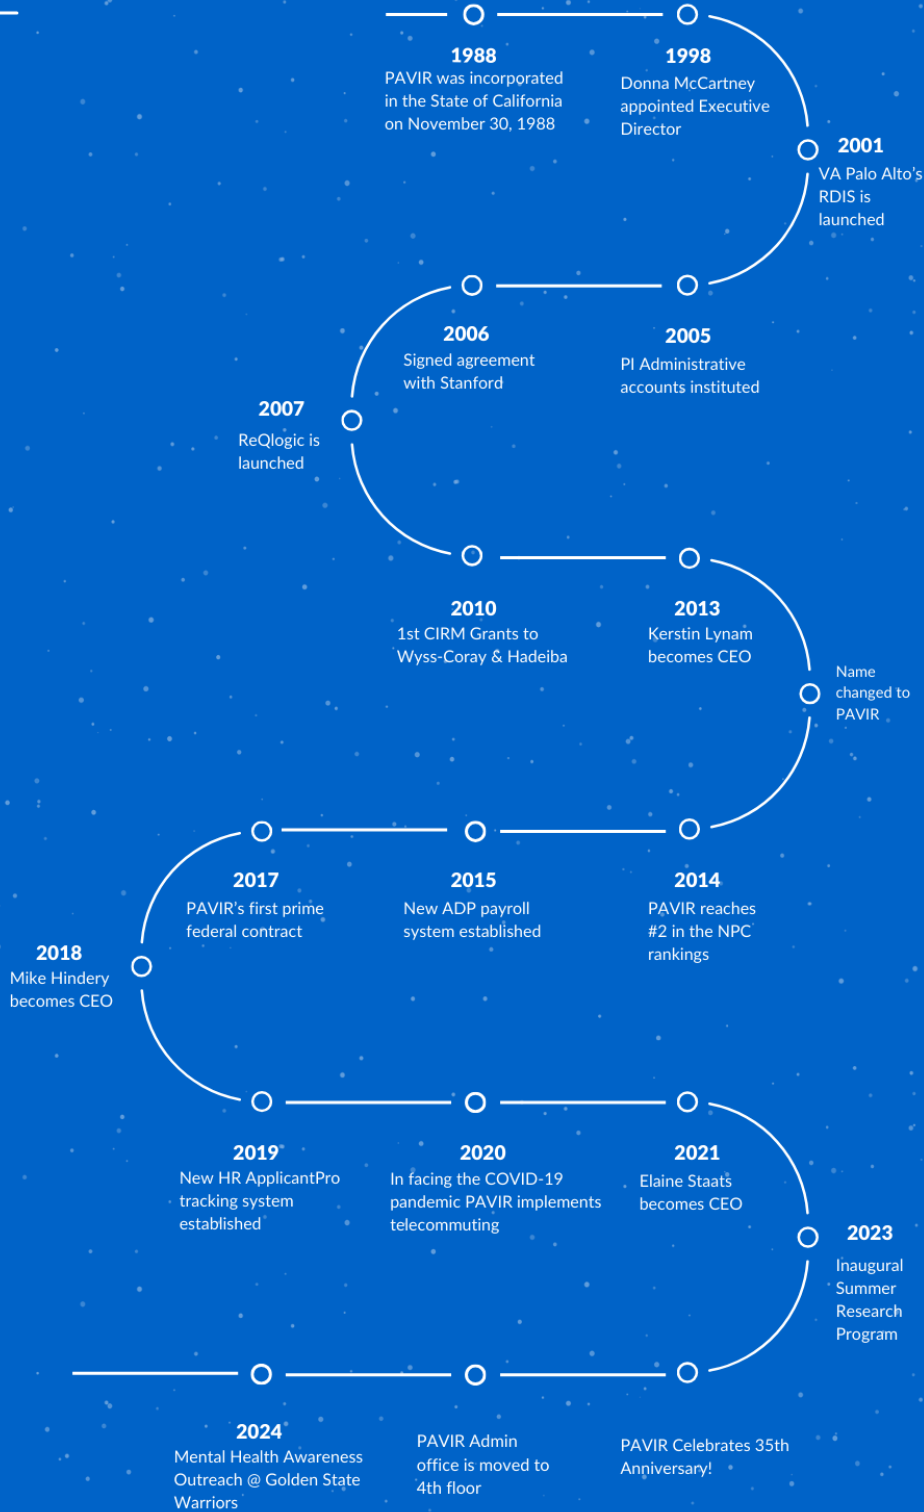 1988
PAVIR was incorporated
in the State of California
on November 30, 1988
1998
Donna McCartney
appointed Executive
Director
2001
VA Palo Alto's
RDIS is
launched
2005
PI Administrative
accounts instituted
2006
Signed agreement
with Stanford
2007
ReQlogic is
launched
2010
1st CIRM Grants to
Wyss-Coray & Hadeiba
2013
Kerstin Lynam
becomes CEO
Name
changed to
PAVIR
2014
PAVIR reaches
#2 in the NPC
rankings
2015
New ADP payroll
system established
2017
PAVIR's first prime
federal contract
2018
Mike Hindery
becomes CEO
2019
New HR ApplicantPro
tracking system
established
2020
In facing the COVID-19
pandemic PAVIR implements
telecommuting
2021
Elaine Staats
becomes CEO
2023
Inaugural
Summer
Research
Program
PAVIR Celebrates 35th
Anniversary!
PAVIR Admin
office is moved to
4th floor
2024
Mental Health Awareness
Outreach @ Golden State
Warriors